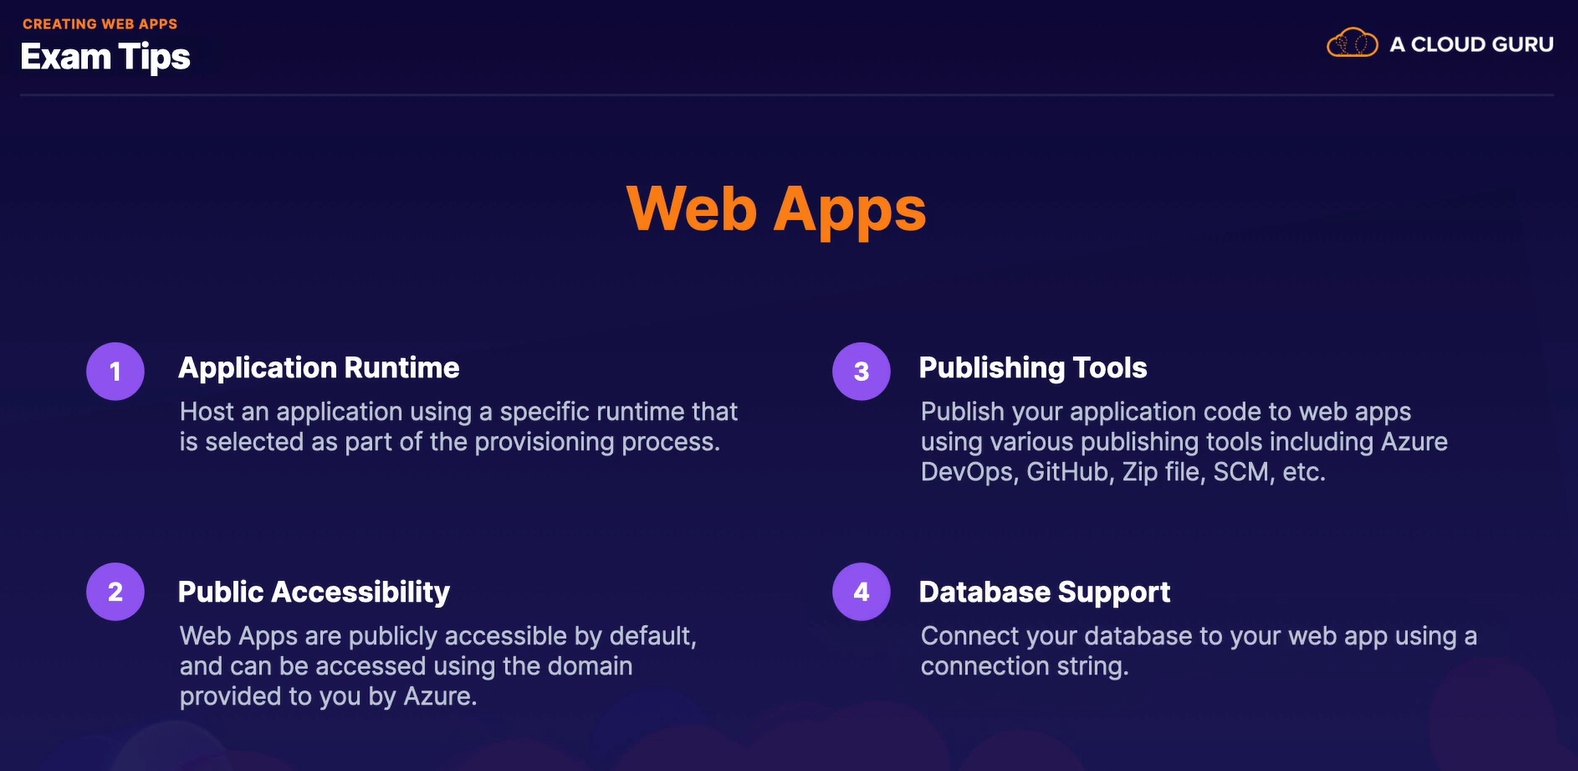 CREATING WEB APPS
Exam Tips
A CLOUD GURU
Web Apps
1
Application Runtime
Host an application using a specific runtime that
is selected as part of the provisioning process.
2
Public Accessibility
Web Apps are publicly accessible by default,
and can be accessed using the domain
provided to you by Azure.
3
Publishing Tools
Publish your application code to web apps
using various publishing tools including Azure
DevOps, GitHub, Zip file, SCM, etc.
4
Database Support
Connect your database to your web app using a
connection string.